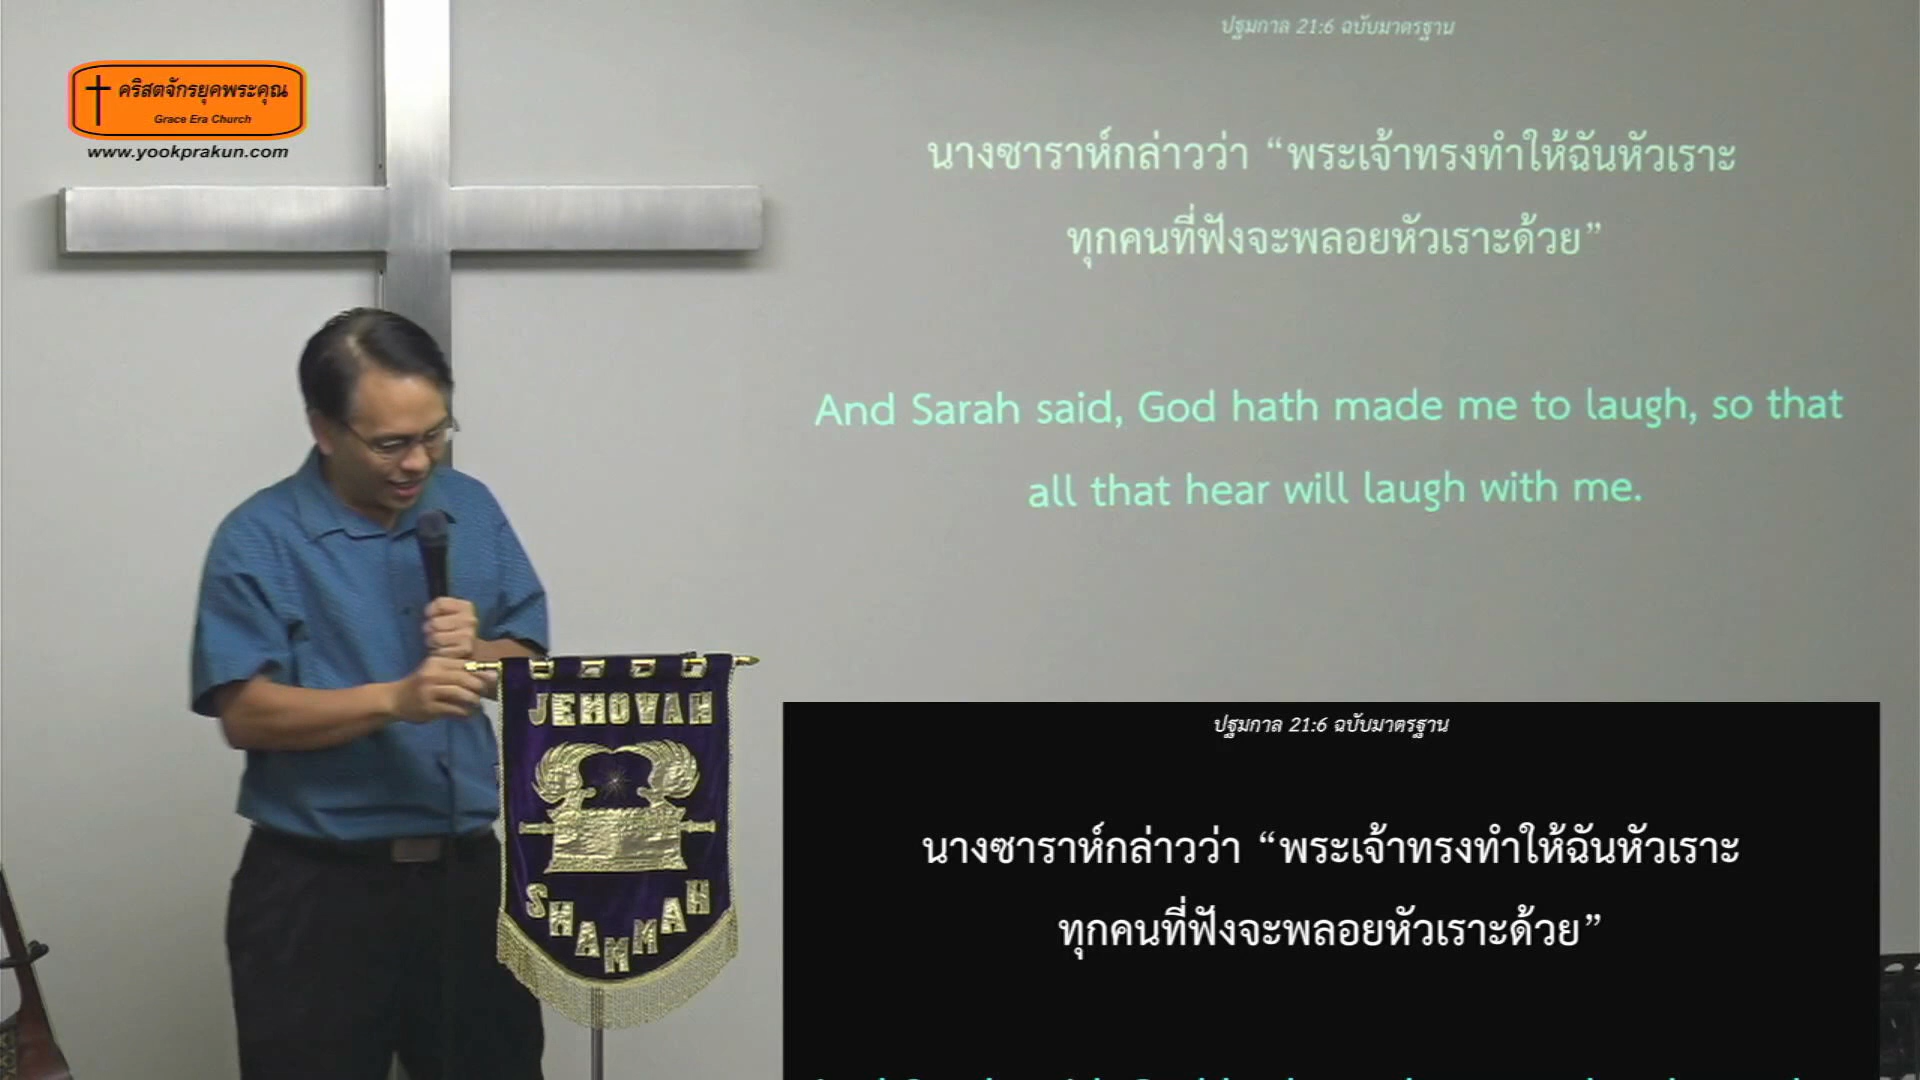 คริสตจักรยุคพระคุณ
Grace Era Church
www.yookprakun.com
ปฐมกาล 21:6 ฉบับมาตรฐาน
นางซาราห์กล่าวว่า “พระเจ้าทรงทำให้ฉันหัวเราะ
ทุกคนที่ฟังจะพลอยหัวเราะด้วย”
And Sarah said, God hath made me to laugh, so that
all that hear will laugh with me.
JEHOVAH
SHAMMAH
ปฐมกาล 21:6 ฉบับมาตรฐาน
นางซาราห์กล่าวว่า “พระเจ้าทรงทำให้ฉันหัวเราะ
ทุกคนที่ฟังจะพลอยหัวเราะด้วย”